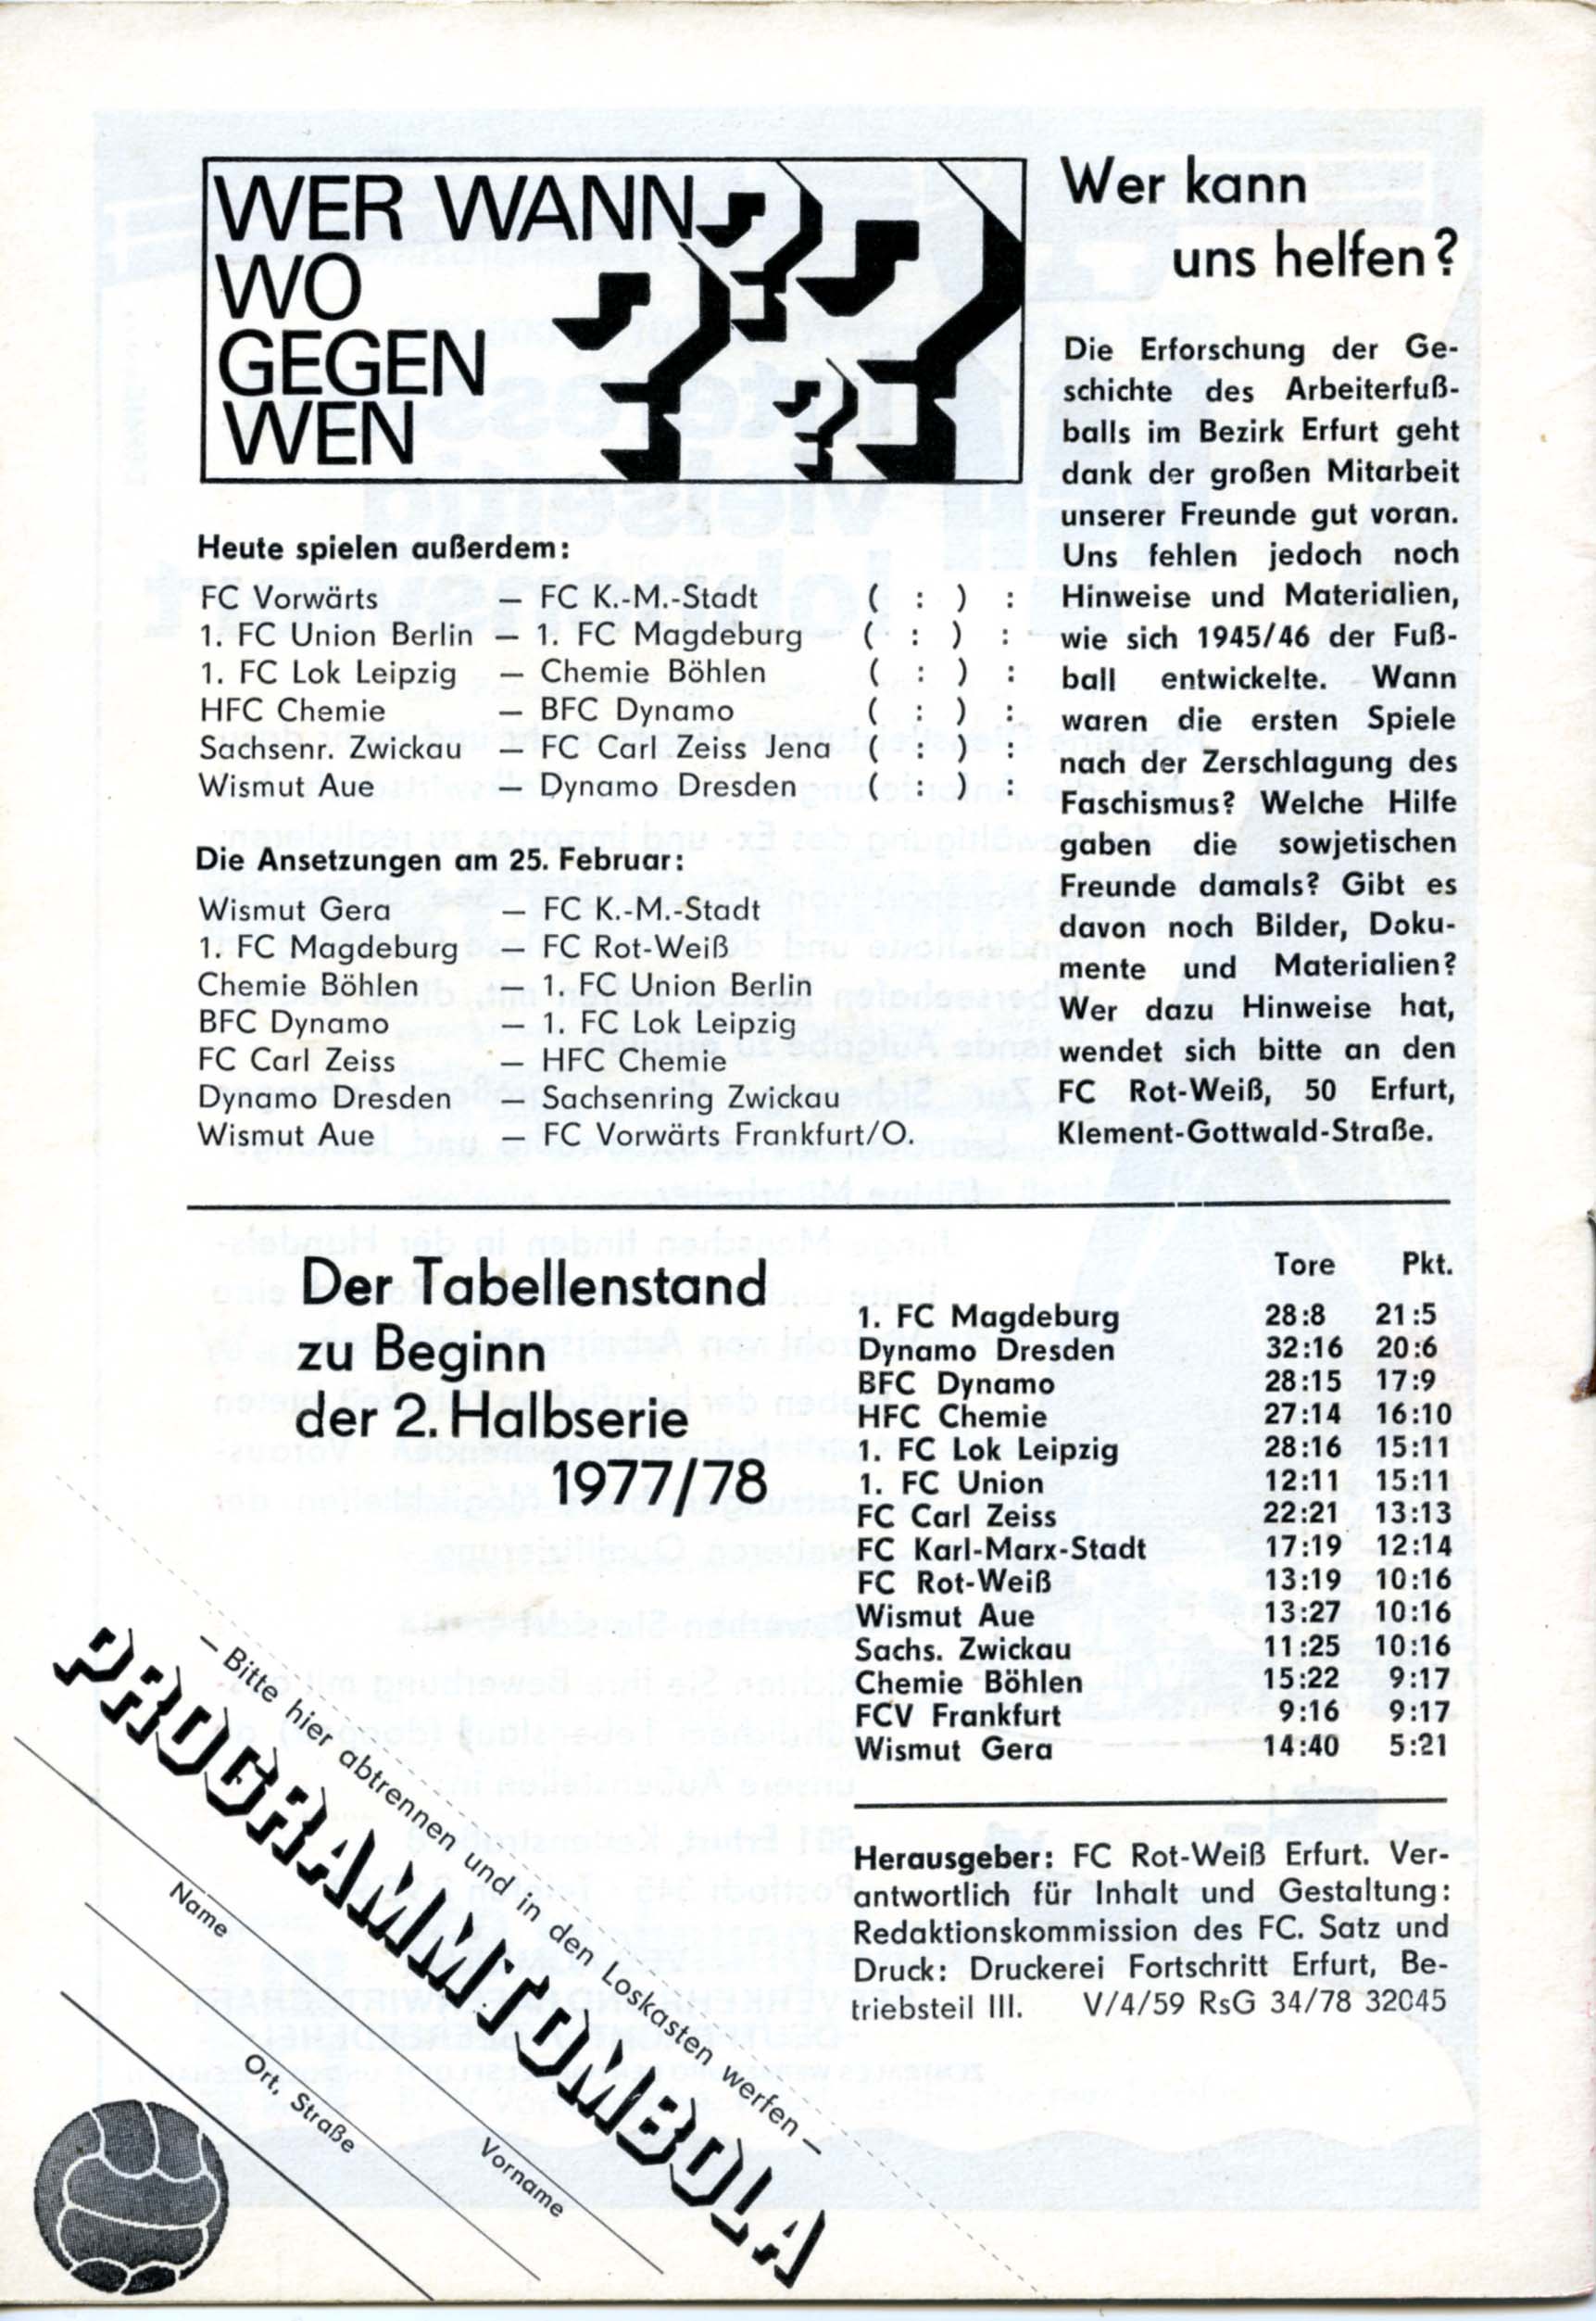 WER WANN
WO
GEGEN
WEN
Heute spielen außerdem:
FC Vorwärts – FC K.-M.-Stadt ( : ) :
1. FC Union Berlin – 1. FC Magdeburg ( : ) :
1. FC Lok Leipzig – Chemie Böhlen ( : ) :
HFC Chemie – BFC Dynamo ( : ) :
Sachsenr. Zwickau – FC Carl Zeiss Jena ( : ) :
Wismut Aue – Dynamo Dresden ( : ) :
Die Ansetzungen am 25. Februar:
Wismut Gera – FC K.-M.-Stadt
1. FC Magdeburg – FC Rot-Weiß
Chemie Böhlen – 1. FC Union Berlin
BFC Dynamo – 1. FC Lok Leipzig
FC Carl Zeiss – HFC Chemie
Dynamo Dresden – Sachsenring Zwickau
Wismut Aue – FC Vorwärts Frankfurt/O.
Wer kann
uns helfen?
Die Erforschung der Ge-
schichte des Arbeiterfuß-
balls im Bezirk Erfurt geht
dank der großen Mitarbeit
unserer Freunde gut voran.
Uns fehlen jedoch noch
Hinweise und Materialien,
wie sich 1945/46 der Fuß-
ball entwickelte. Wann
waren die ersten Spiele
nach der Zerschlagung des
Faschismus? Welche Hilfe
gaben die sowjetischen
Freunde damals? Gibt es
davon noch Bilder, Doku-
mente und Materialien?
Wer dazu Hinweise hat,
wendet sich bitte an den
FC Rot-Weiß, 50 Erfurt,
Klement-Gottwald-Straße.
Der Tabellenstand
zu Beginn
der 2. Halbserie
1977/78
Tore Pkt.
1. FC Magdeburg 28:8 21:5
Dynamo Dresden 32:16 20:6
BFC Dynamo 28:15 17:9
HFC Chemie 27:14 16:10
1. FC Lok Leipzig 28:16 15:11
1. FC Union 12:11 15:11
FC Carl Zeiss 22:21 13:13
FC Karl-Marx-Stadt 17:19 12:14
FC Rot-Weiß 13:19 10:16
Wismut Aue 13:27 10:16
Sachs. Zwickau 11:25 10:16
Chemie Böhlen 15:22 9:17
FCV Frankfurt 9:16 9:17
Wismut Gera 14:40 5:21
Herausgeber: FC Rot-Weiß Erfurt. Ver-
antwortlich für Inhalt und Gestaltung:
Redaktionskommission des FC. Satz und
Druck: Druckerei Fortschritt Erfurt, Be-
triebsteil III. V/4/59 RsG 34/78 32045
– Bitte hier abtrennen und in den Loskasten werfen –
PROGRAMMTOMBOLA
Name
Vorname
Ort, Straße